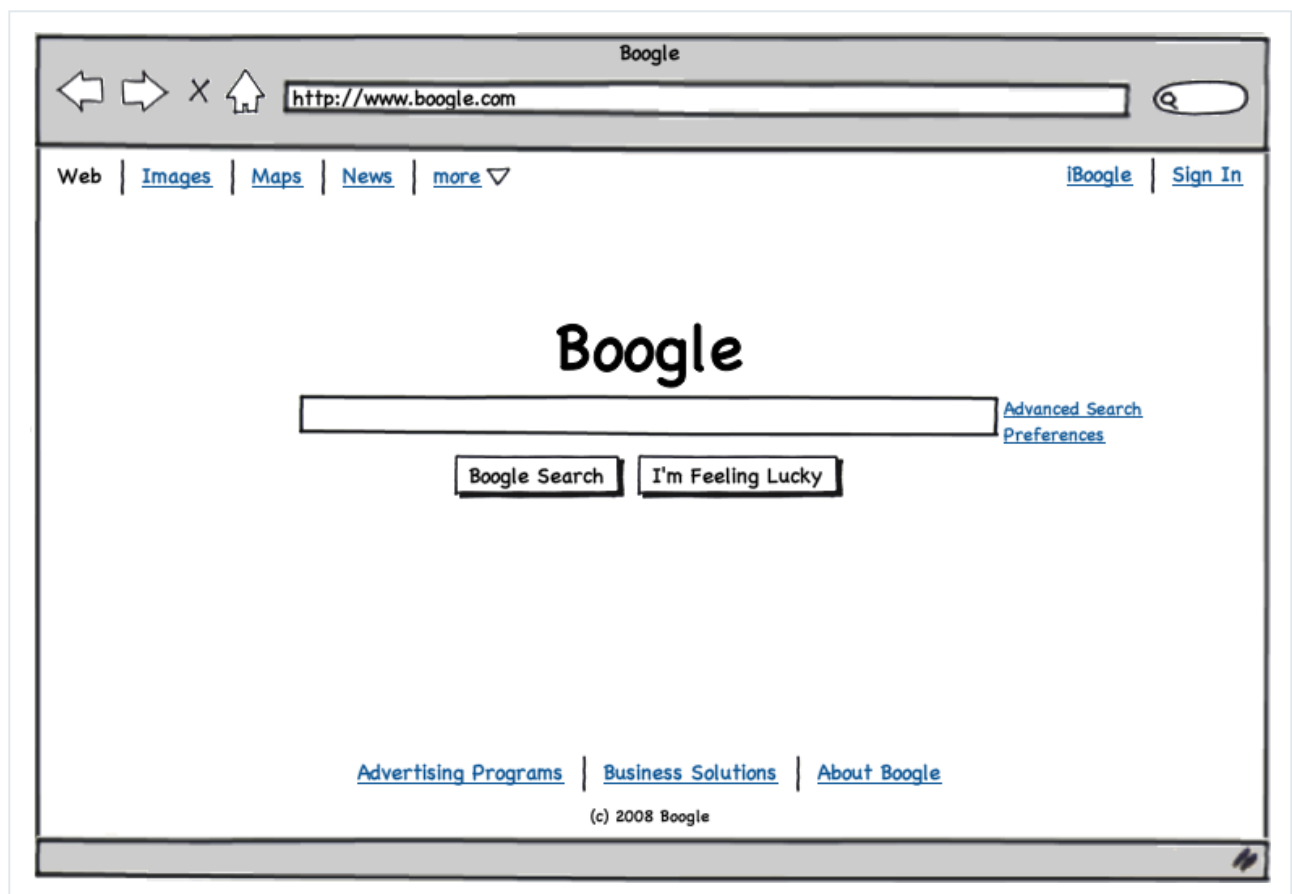 Boogle
http://www.boogle.com
Web Images Maps News more iBoogle Sign In
Boogle
Advanced Search
Preferences
Boogle Search I'm Feeling Lucky
Advertising Programs Business Solutions About Boogle
(c) 2008 Boogle